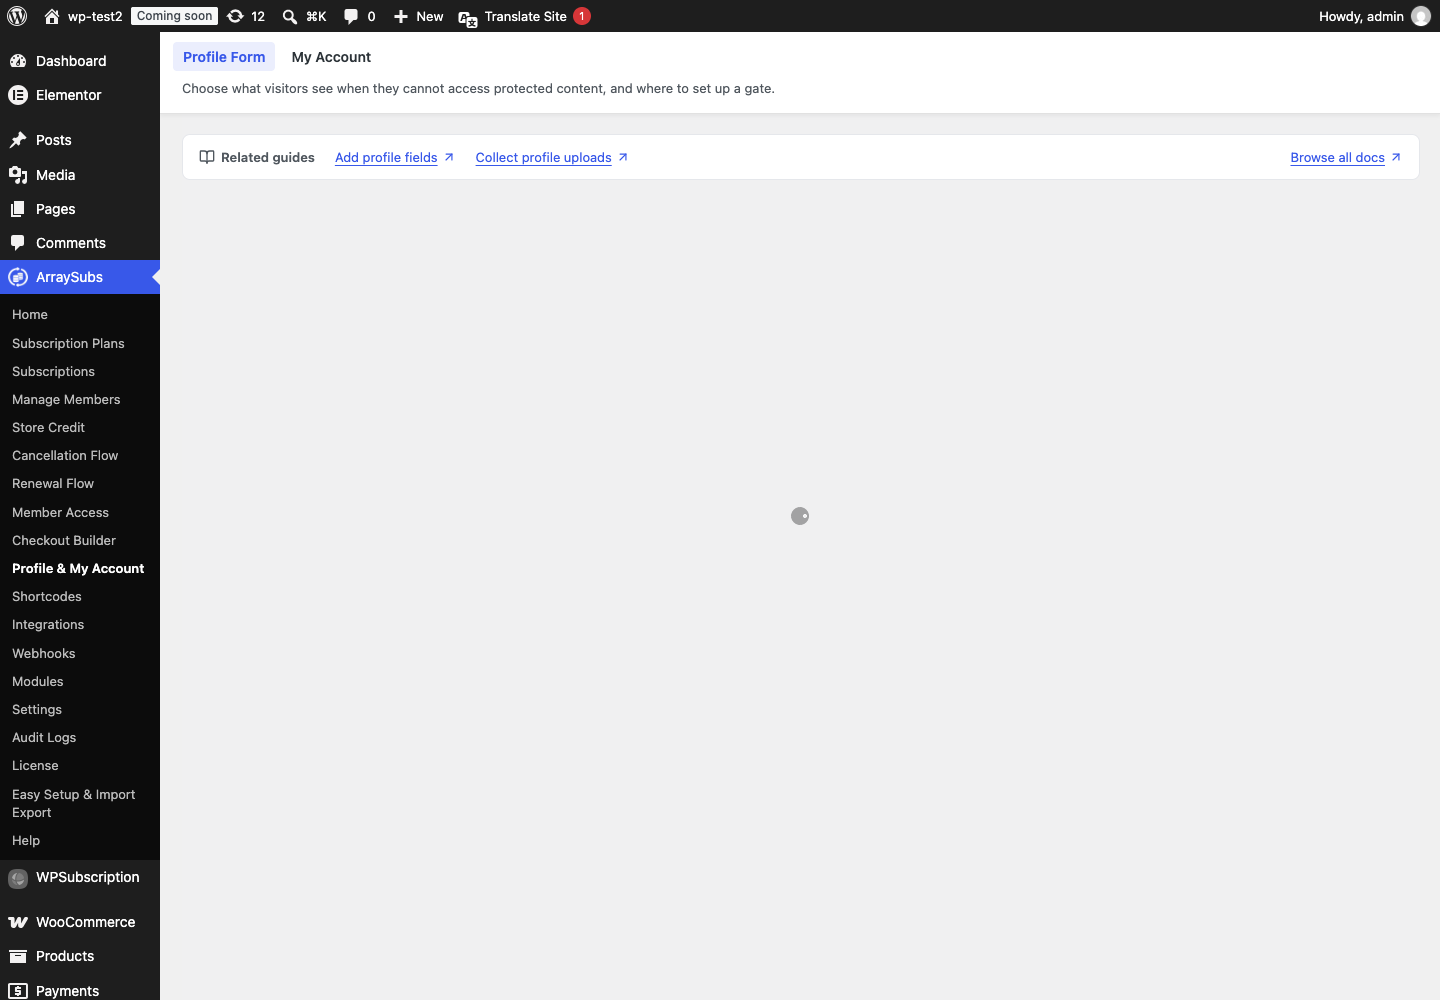 wp-test2 Coming soon 12 ⌘K 0 New Translate Site 1 Howdy, admin
Dashboard
Elementor
Posts
Media
Pages
Comments
ArraySubs
Home
Subscription Plans
Subscriptions
Manage Members
Store Credit
Cancellation Flow
Renewal Flow
Member Access
Checkout Builder
Profile & My Account
Shortcodes
Integrations
Webhooks
Modules
Settings
Audit Logs
License
Easy Setup & Import
Export
Help
WPSubscription
WooCommerce
Products
Payments
Profile Form My Account
Choose what visitors see when they cannot access protected content, and where to set up a gate.
Related guides Add profile fields Collect profile uploads Browse all docs